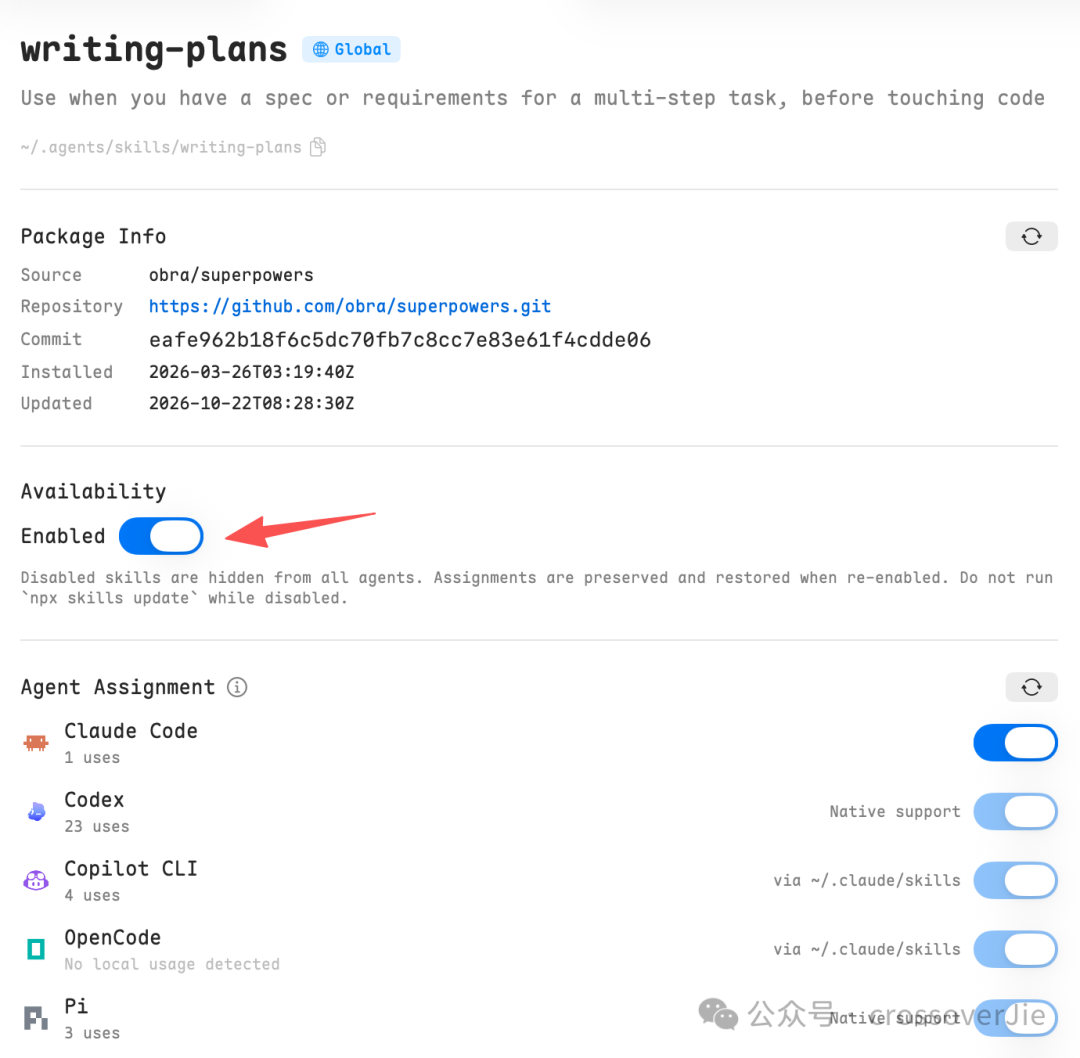 writing-plans Global
Use when you have a spec or requirements for a multi-step task, before touching code
~/.agents/skills/writing-plans
Package Info
Source obra/superpowers
Repository https://github.com/obra/superpowers.git
Commit eafe962b18f6c5dc70fb7c8cc7e83e61f4cdde06
Installed 2026-03-26T03:19:40Z
Updated 2026-10-22T08:28:30Z
Availability
Enabled
Disabled skills are hidden from all agents. Assignments are preserved and restored when re-enabled. Do not run
`npx skills update` while disabled.
Agent Assignment
Claude Code
1 uses
Codex
23 uses
Native support
Copilot CLI
4 uses
via ~/.claude/skills
OpenCode
No local usage detected
via ~/.claude/skills
Pi
3 uses
Native support
公众号 crossoverJie